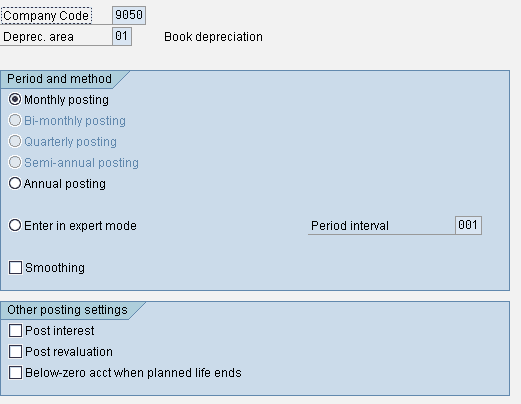 Company Code 9050
Deprec. area 01 Book depreciation
Period and method
Monthly posting
Bi-monthly posting
Quarterly posting
Semi-annual posting
Annual posting
Enter in expert mode Period interval 001
Smoothing
Other posting settings
Post interest
Post revaluation
Below-zero acct when planned life ends